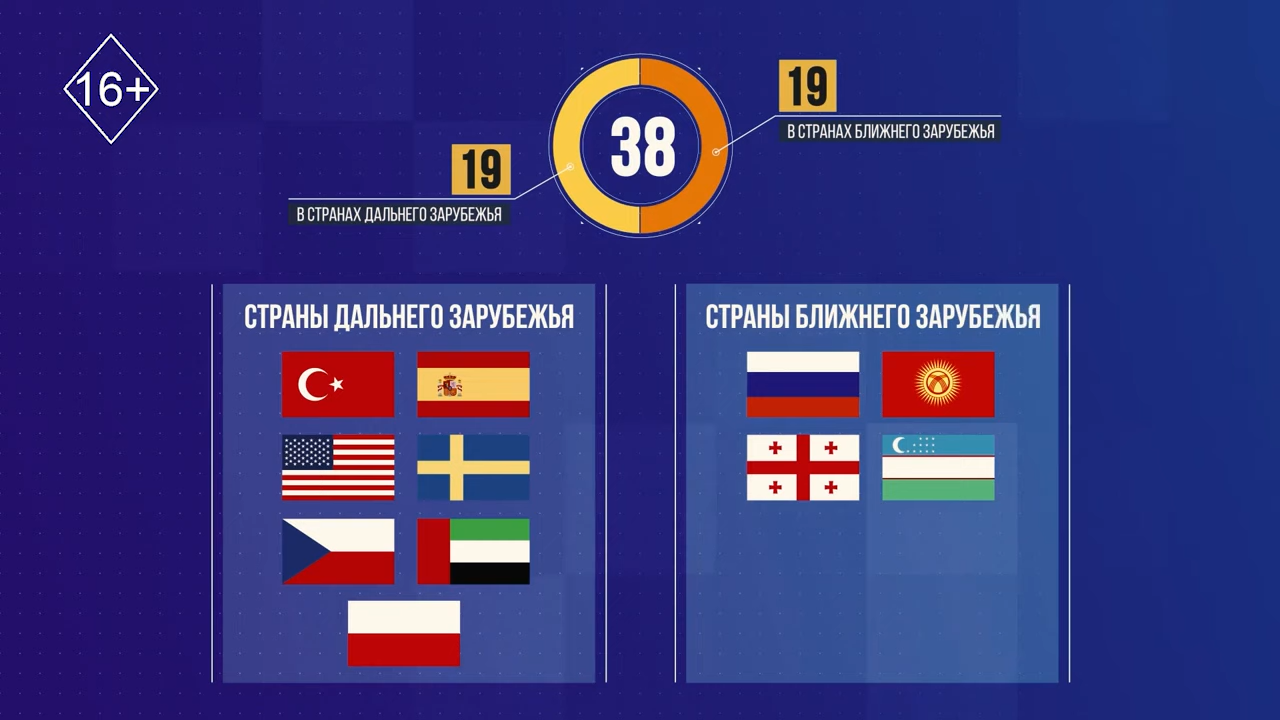 16+
38
19
В СТРАНАХ БЛИЖНЕГО ЗАРУБЕЖЬЯ
19
В СТРАНАХ ДАЛЬНЕГО ЗАРУБЕЖЬЯ
СТРАНЫ ДАЛЬНЕГО ЗАРУБЕЖЬЯ
СТРАНЫ БЛИЖНЕГО ЗАРУБЕЖЬЯ